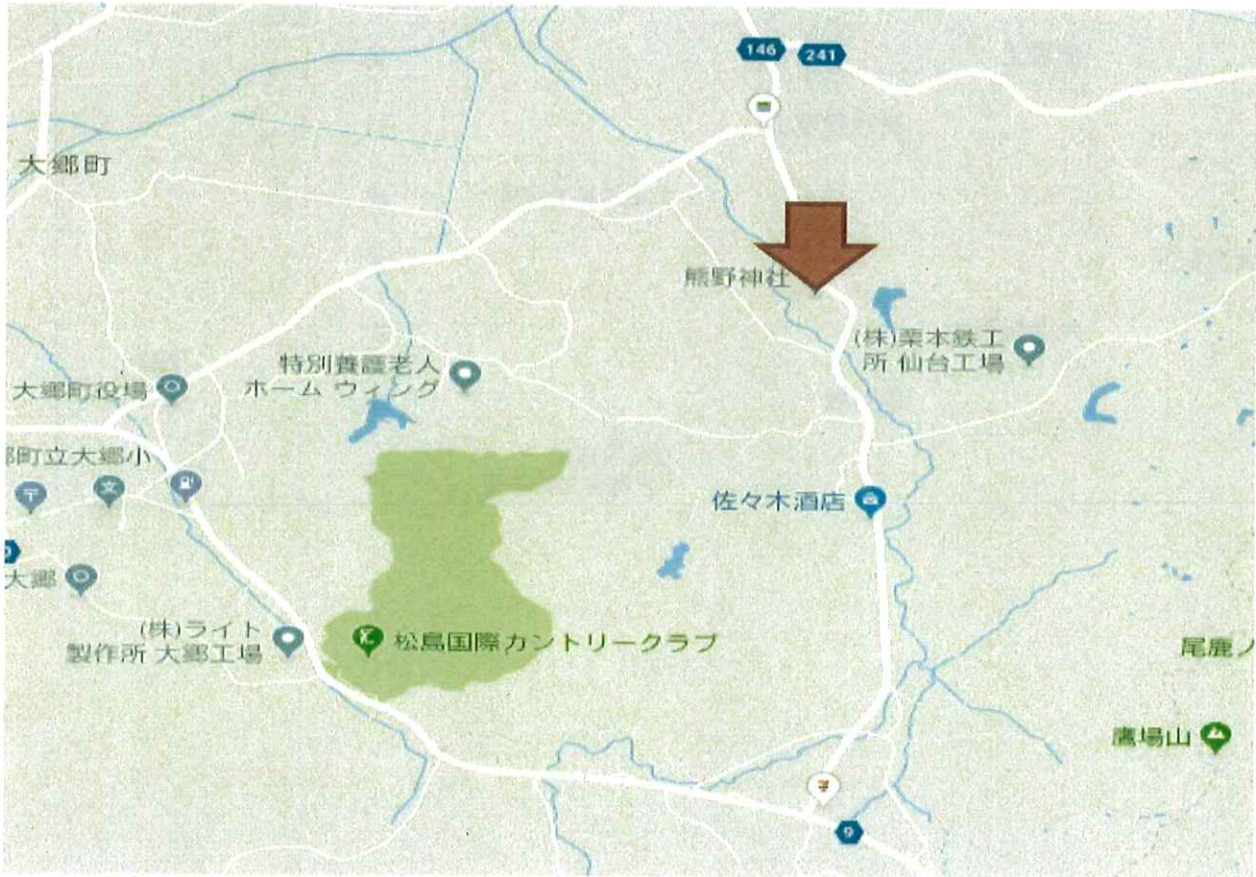 146
241
大郷町
熊野神社
(株)栗本鉄工
所 仙台工場
特別養護老人
ホーム ウィング
大郷町役場
郷町立大郷小
〒
文
佐々木酒店
大郷
(株)ライト
製作所 大郷工場
松島国際カントリークラブ
尾鹿ノ
鷹場山
9